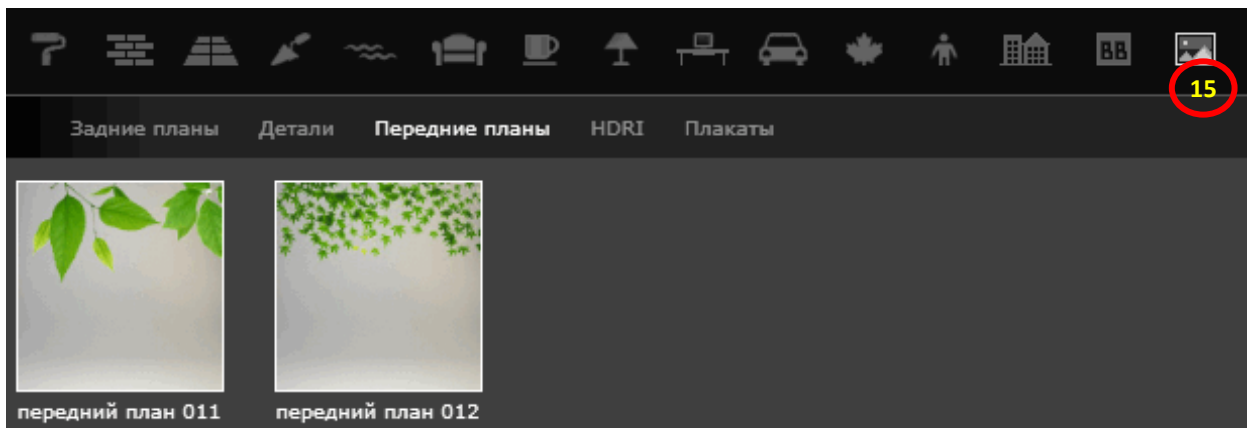 BB
15
Задние планы Детали Передние планы HDRI Плакаты
передний план 011 передний план 012